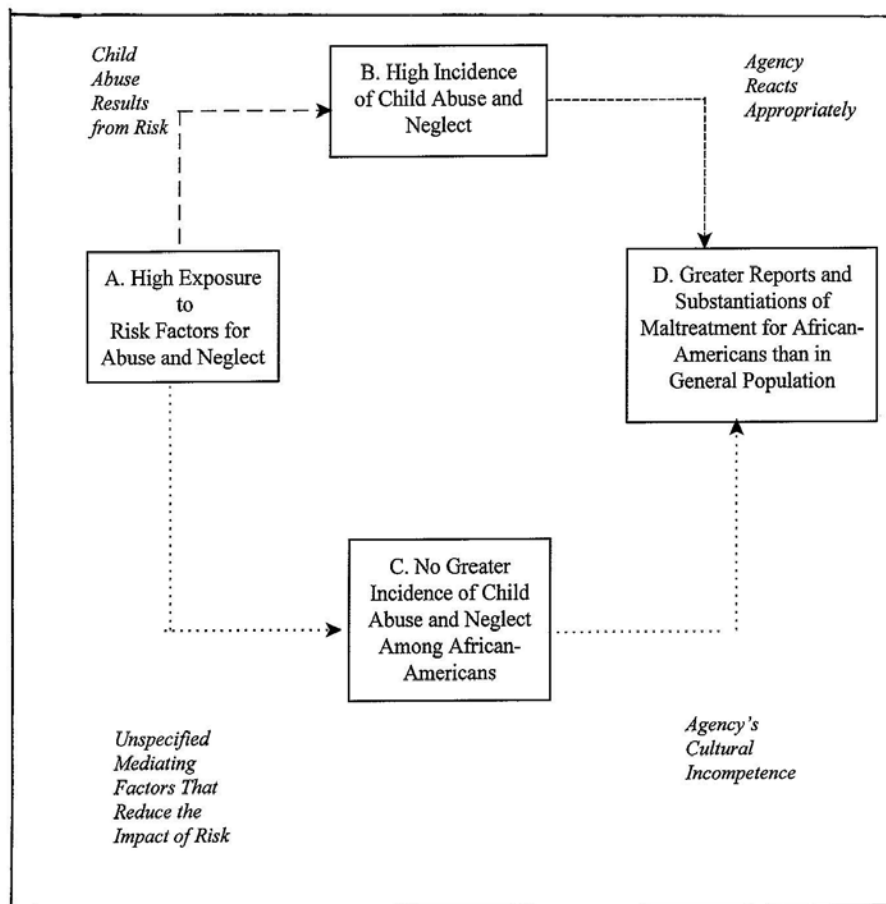 Child
Abuse
Results
from Risk
B. High Incidence
of Child Abuse and
Neglect
Agency
Reacts
Appropriately
A. High Exposure
to
Risk Factors for
Abuse and Neglect
D. Greater Reports and
Substantiations of
Maltreatment for African-
Americans than in
General Population
C. No Greater
Incidence of Child
Abuse and Neglect
Among African-
Americans
Unspecified
Mediating
Factors That
Reduce the
Impact of Risk
Agency's
Cultural
Incompetence